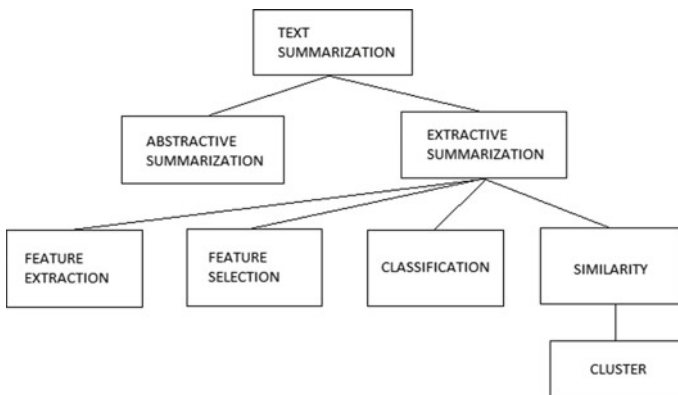 TEXT
SUMMARIZATION
ABSTRACTIVE
SUMMARIZATION
EXTRACTIVE
SUMMARIZATION
FEATURE
EXTRACTION
FEATURE
SELECTION
CLASSIFICATION
SIMILARITY
CLUSTER